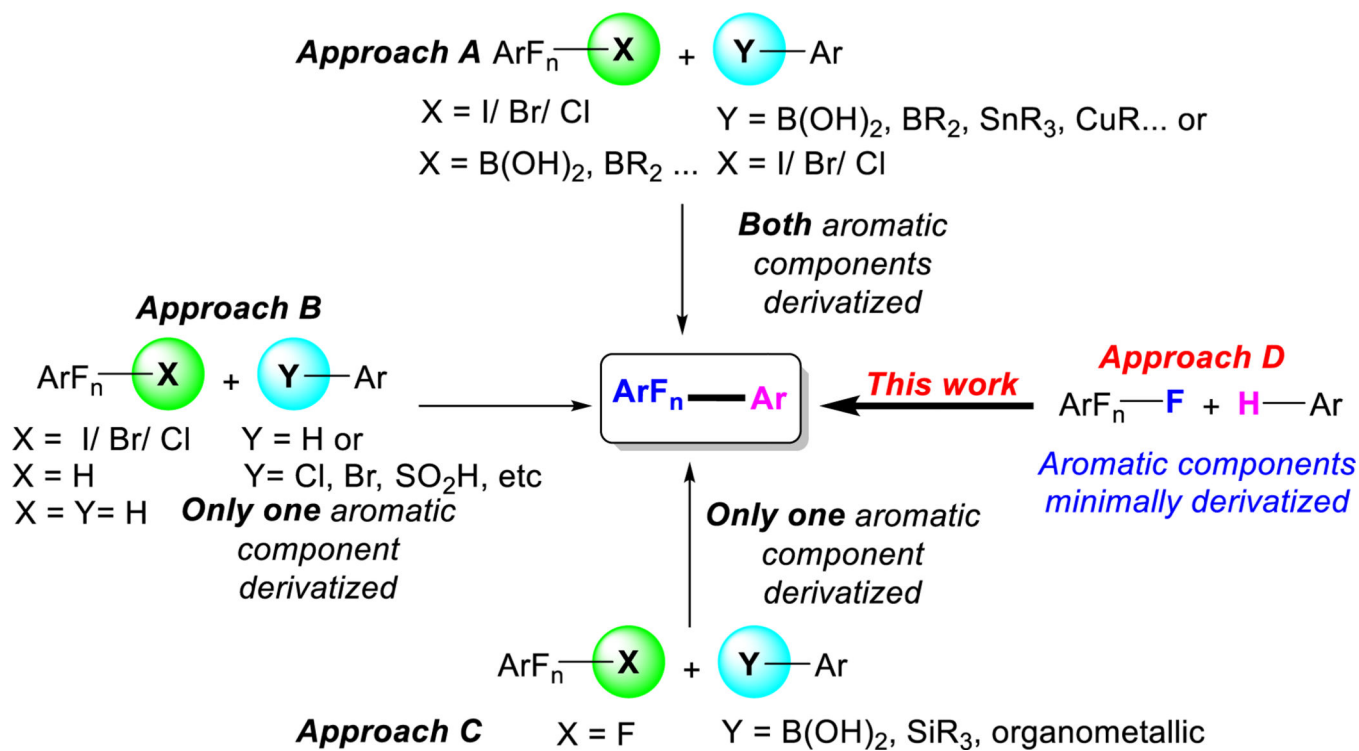 Approach A ArFₙ—X + Y—Ar
X = I/ Br/ Cl
Y = B(OH)₂, BR₂, SnR₃, CuR... or
X = B(OH)₂, BR₂ ...
X = I/ Br/ Cl
Both aromatic
components
derivatized
Approach B
ArFₙ—X + Y—Ar
X = I/ Br/ Cl
Y = H or
X = H
Y= Cl, Br, SO₂H, etc
X = Y= H
Only one aromatic
component
derivatized
ArFₙ—Ar
This work
Approach D
ArFₙ—F + H—Ar
Aromatic components
minimally derivatized
Only one aromatic
component
derivatized
ArFₙ—X + Y—Ar
Approach C
X = F
Y = B(OH)₂, SiR₃, organometallic